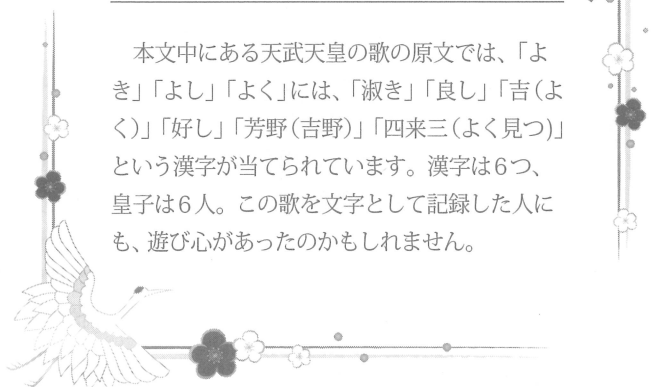 本文中にある天武天皇の歌の原文では、「よ
き」「よし」「よく」には、「淑き」「良し」「吉（よ
く）」「好し」「芳野（吉野）」「四来三（よく見つ）」
という漢字が当てられています。漢字は6つ、
皇子は6人。この歌を文字として記録した人に
も、遊び心があったのかもしれません。